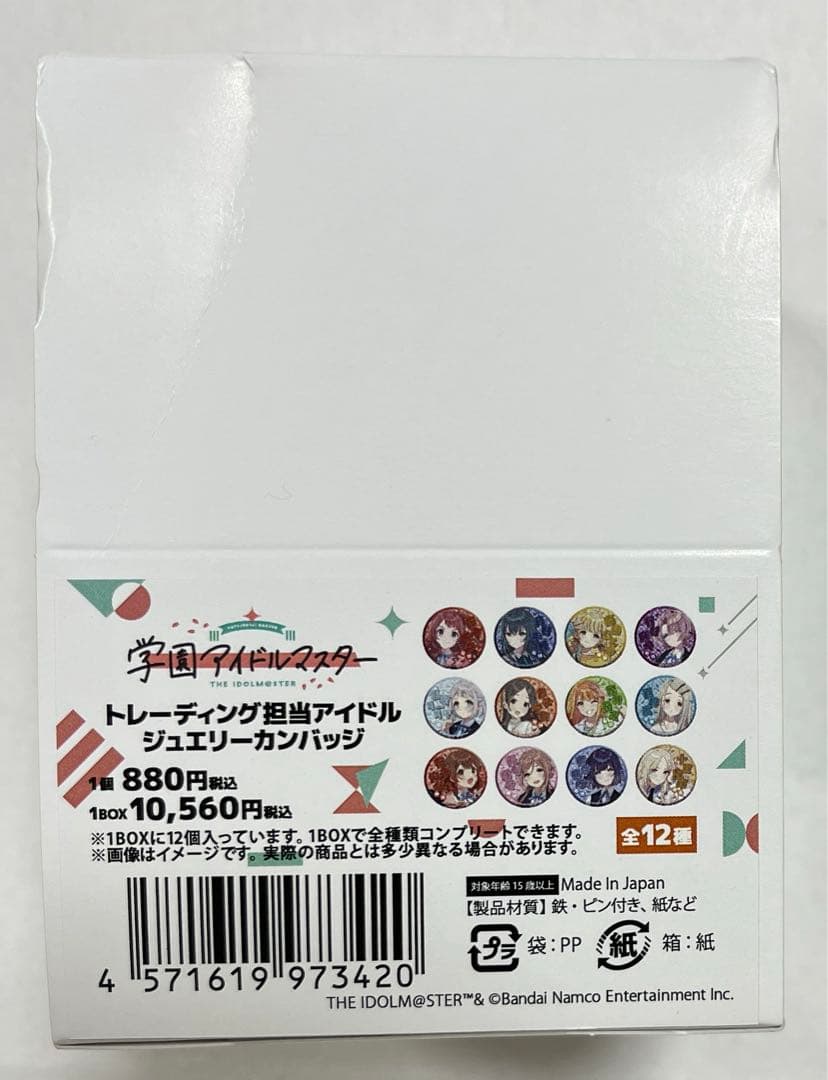 学園アイドルマスター
THE IDOLM@STER
トレーディング担当アイドル
ジュエリーカンバッジ
1個 880円税込
1BOX 10,560円税込
※1BOXに12個入っています。1BOXで全種類コンプリートできます。
※画像はイメージです。実際の商品とは多少異なる場合があります。
全12種
対象年齢15歳以上 Made In Japan
【製品材質】鉄・ピン付き、紙など
プラ 袋:PP 紙 箱:紙
4 571619 973420
THE IDOLM@STER™& ©Bandai Namco Entertainment Inc.